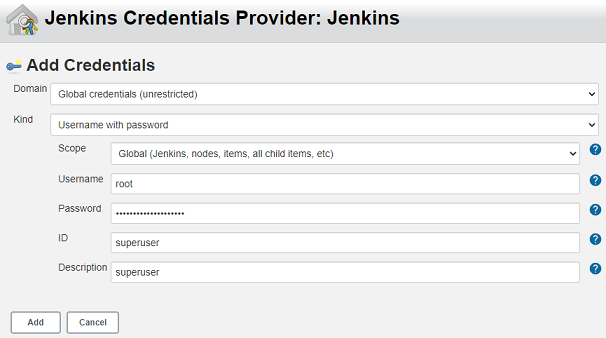 Jenkins Credentials Provider: Jenkins
Add Credentials
Domain Global credentials (unrestricted)
Kind Username with password
Scope Global (Jenkins, nodes, items, all child items, etc)
Username root
Password ••••••••••••••••••••
ID superuser
Description superuser
Add Cancel